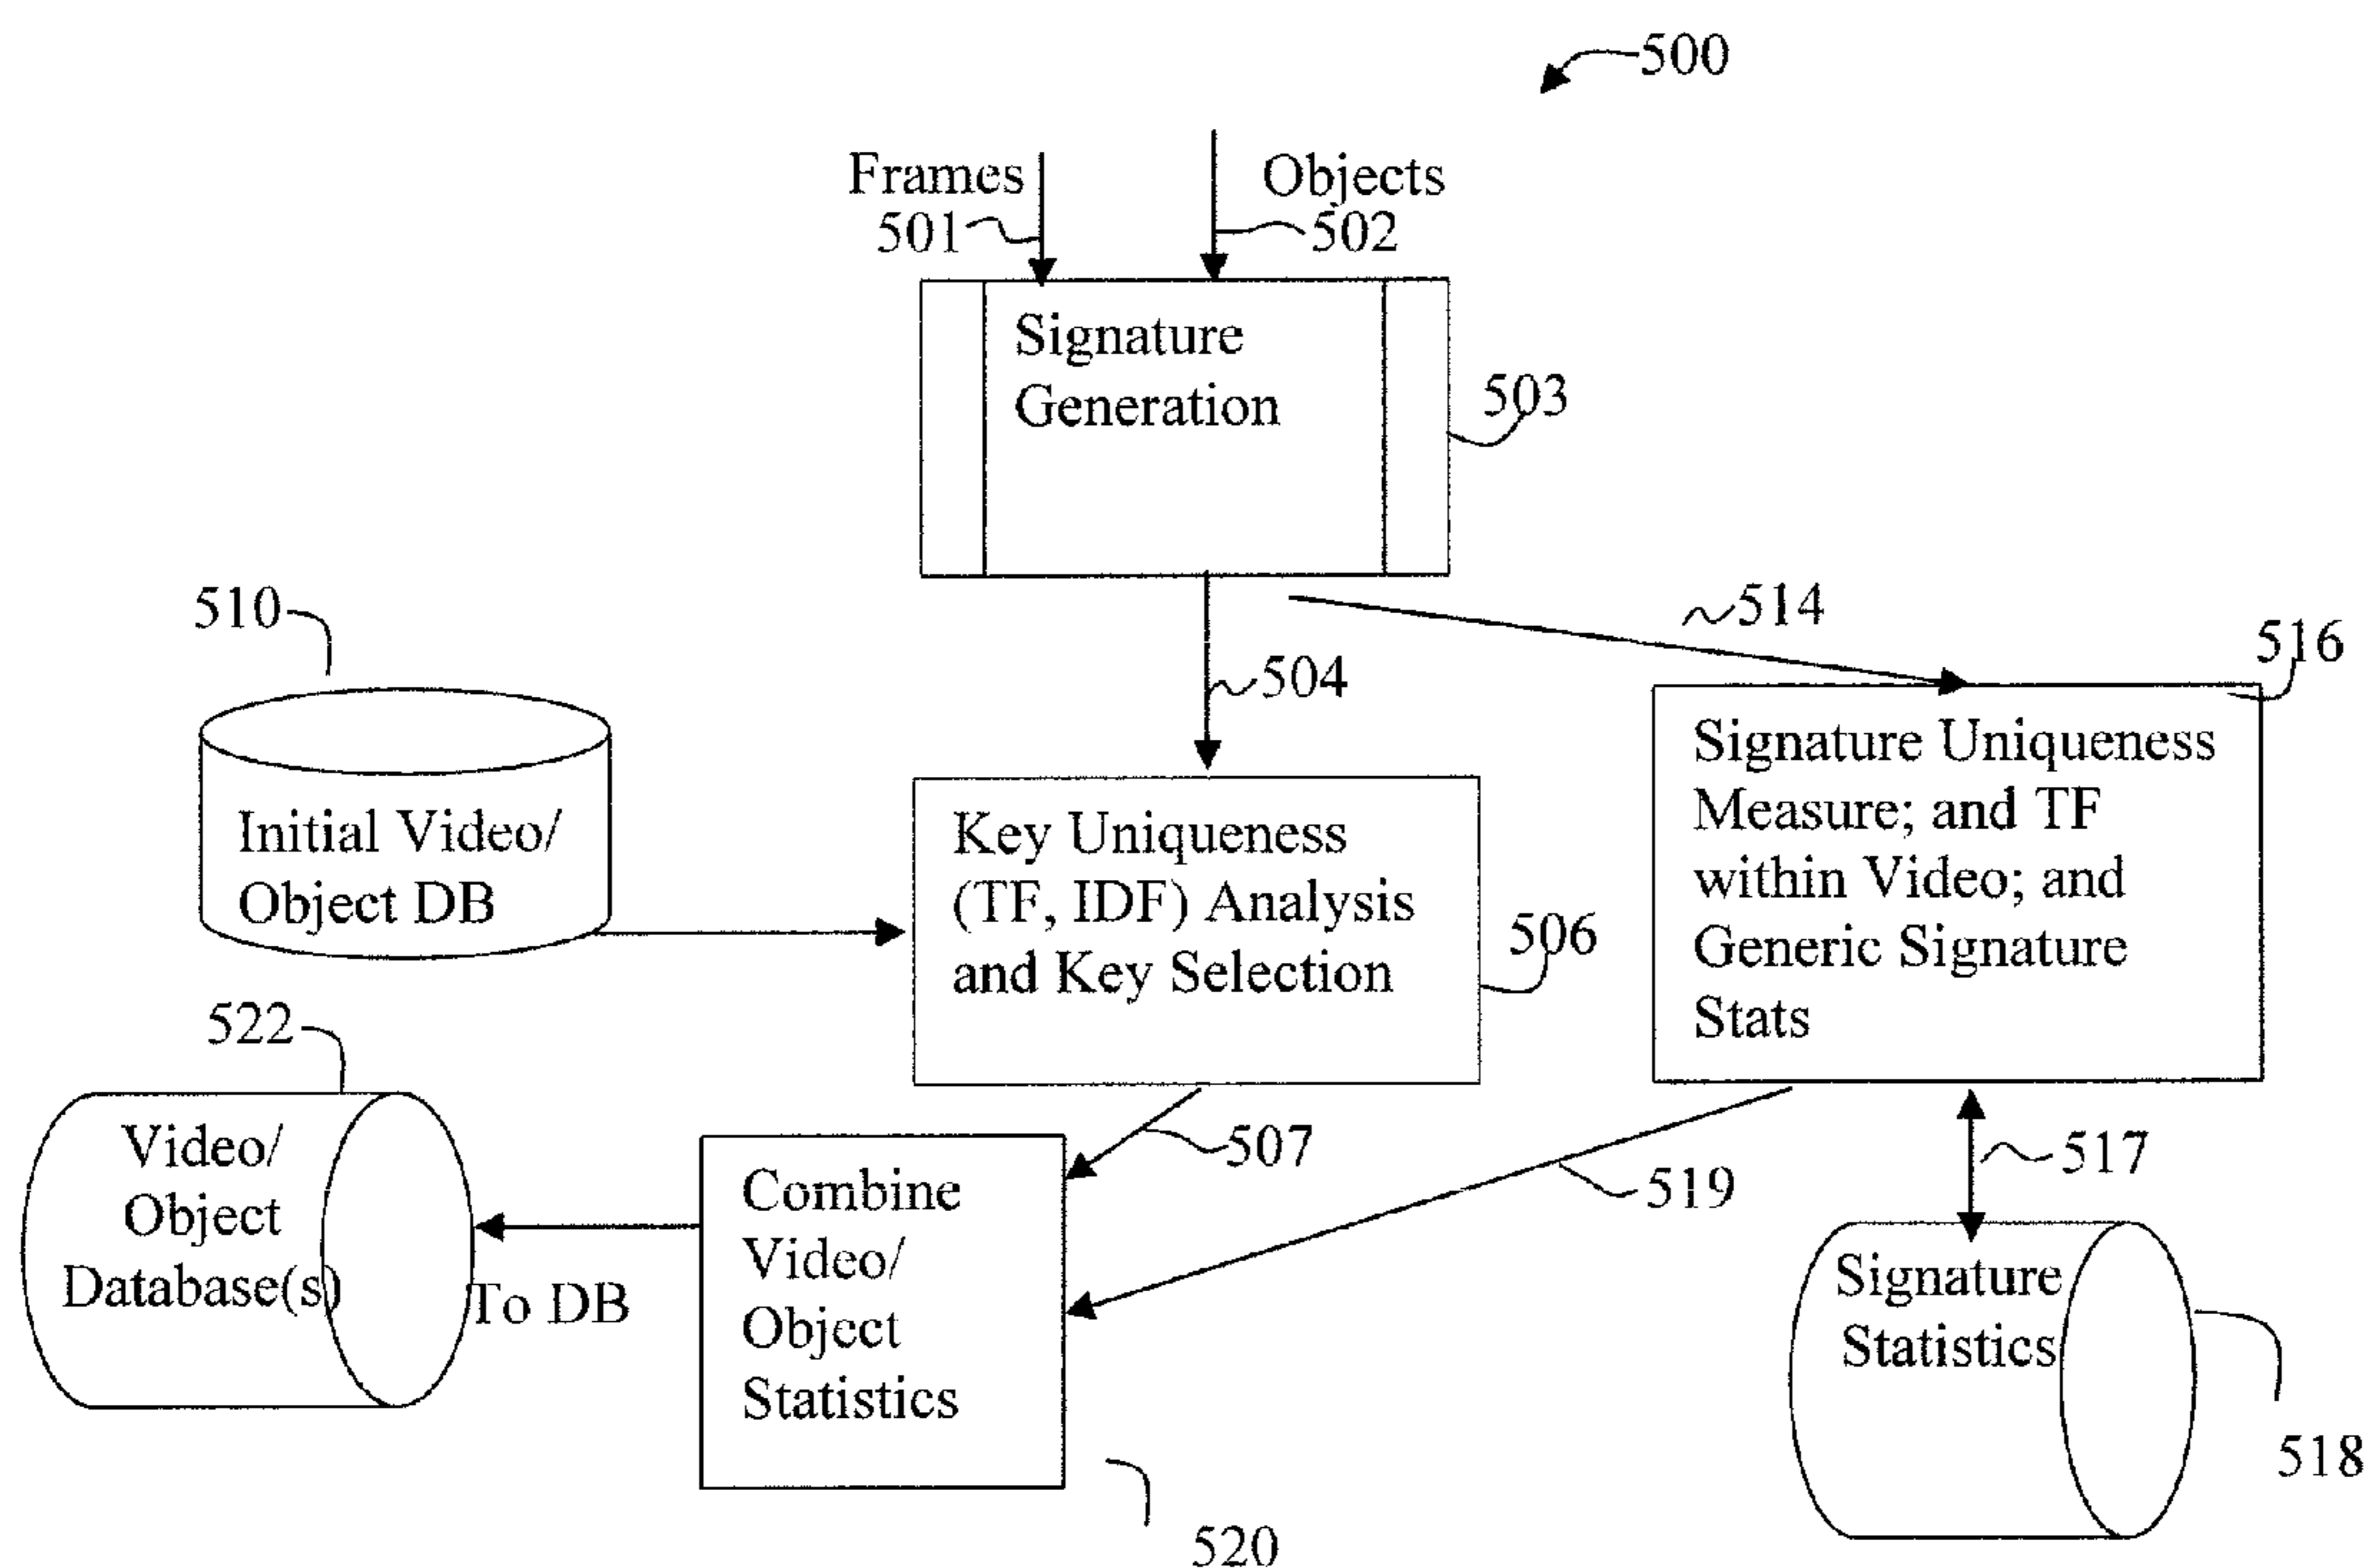 500
Frames
501
Objects
502
Signature
Generation
503
510
514
504
516
Initial Video/
Object DB
Key Uniqueness
(TF, IDF) Analysis
and Key Selection
506
Signature Uniqueness
Measure; and TF
within Video; and
Generic Signature
Stats
522
507
517
519
Video/
Object
Database(s)
To DB
Combine
Video/
Object
Statistics
520
Signature
Statistics
518